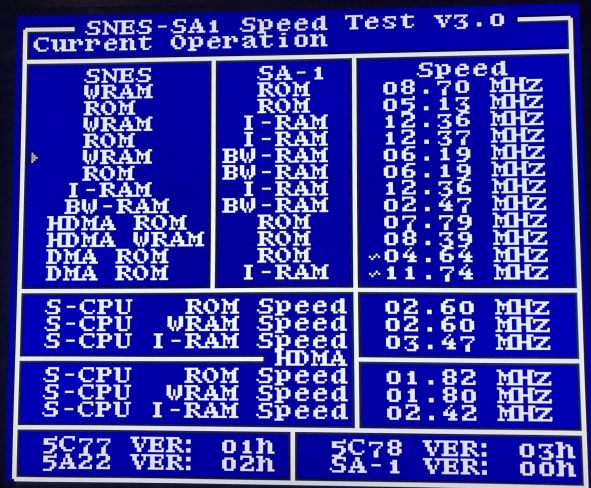 SNES-SA1 Speed Test v3.0
Current Operation
SNES SA-1 Speed
WRAM ROM 08.70 MHZ
ROM ROM 05.13 MHZ
WRAM I-RAM 12.36 MHZ
ROM I-RAM 12.37 MHZ
WRAM BW-RAM 06.19 MHZ
ROM BW-RAM 06.19 MHZ
I-RAM I-RAM 12.36 MHZ
BW-RAM BW-RAM 02.47 MHZ
HDMA ROM ROM 07.79 MHZ
HDMA WRAM ROM 08.39 MHZ
DMA ROM ROM ~04.64 MHZ
DMA ROM I-RAM ~11.74 MHZ
S-CPU ROM Speed 02.60 MHZ
S-CPU WRAM Speed 02.60 MHZ
S-CPU I-RAM Speed 03.47 MHZ
HDMA
S-CPU ROM Speed 01.82 MHZ
S-CPU WRAM Speed 01.80 MHZ
S-CPU I-RAM Speed 02.42 MHZ
5C77 VER: 01h 5C78 VER: 03h
5A22 VER: 02h SA-1 VER: 00h